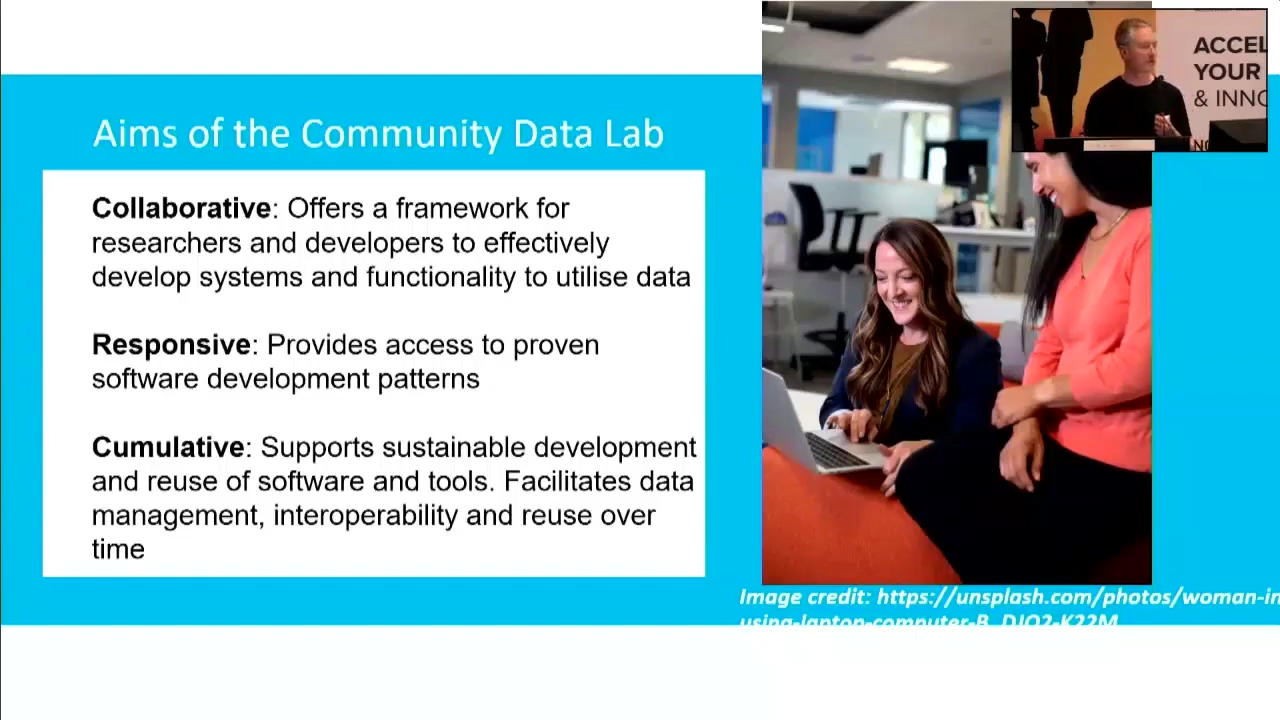 Aims of the Community Data Lab
Collaborative: Offers a framework for
researchers and developers to effectively
develop systems and functionality to utilise data
Responsive: Provides access to proven
software development patterns
Cumulative: Supports sustainable development
and reuse of software and tools. Facilitates data
management, interoperability and reuse over
time
ACCEL
YOUR
& INNO
Image credit: https://unsplash.com/photos/woman-in